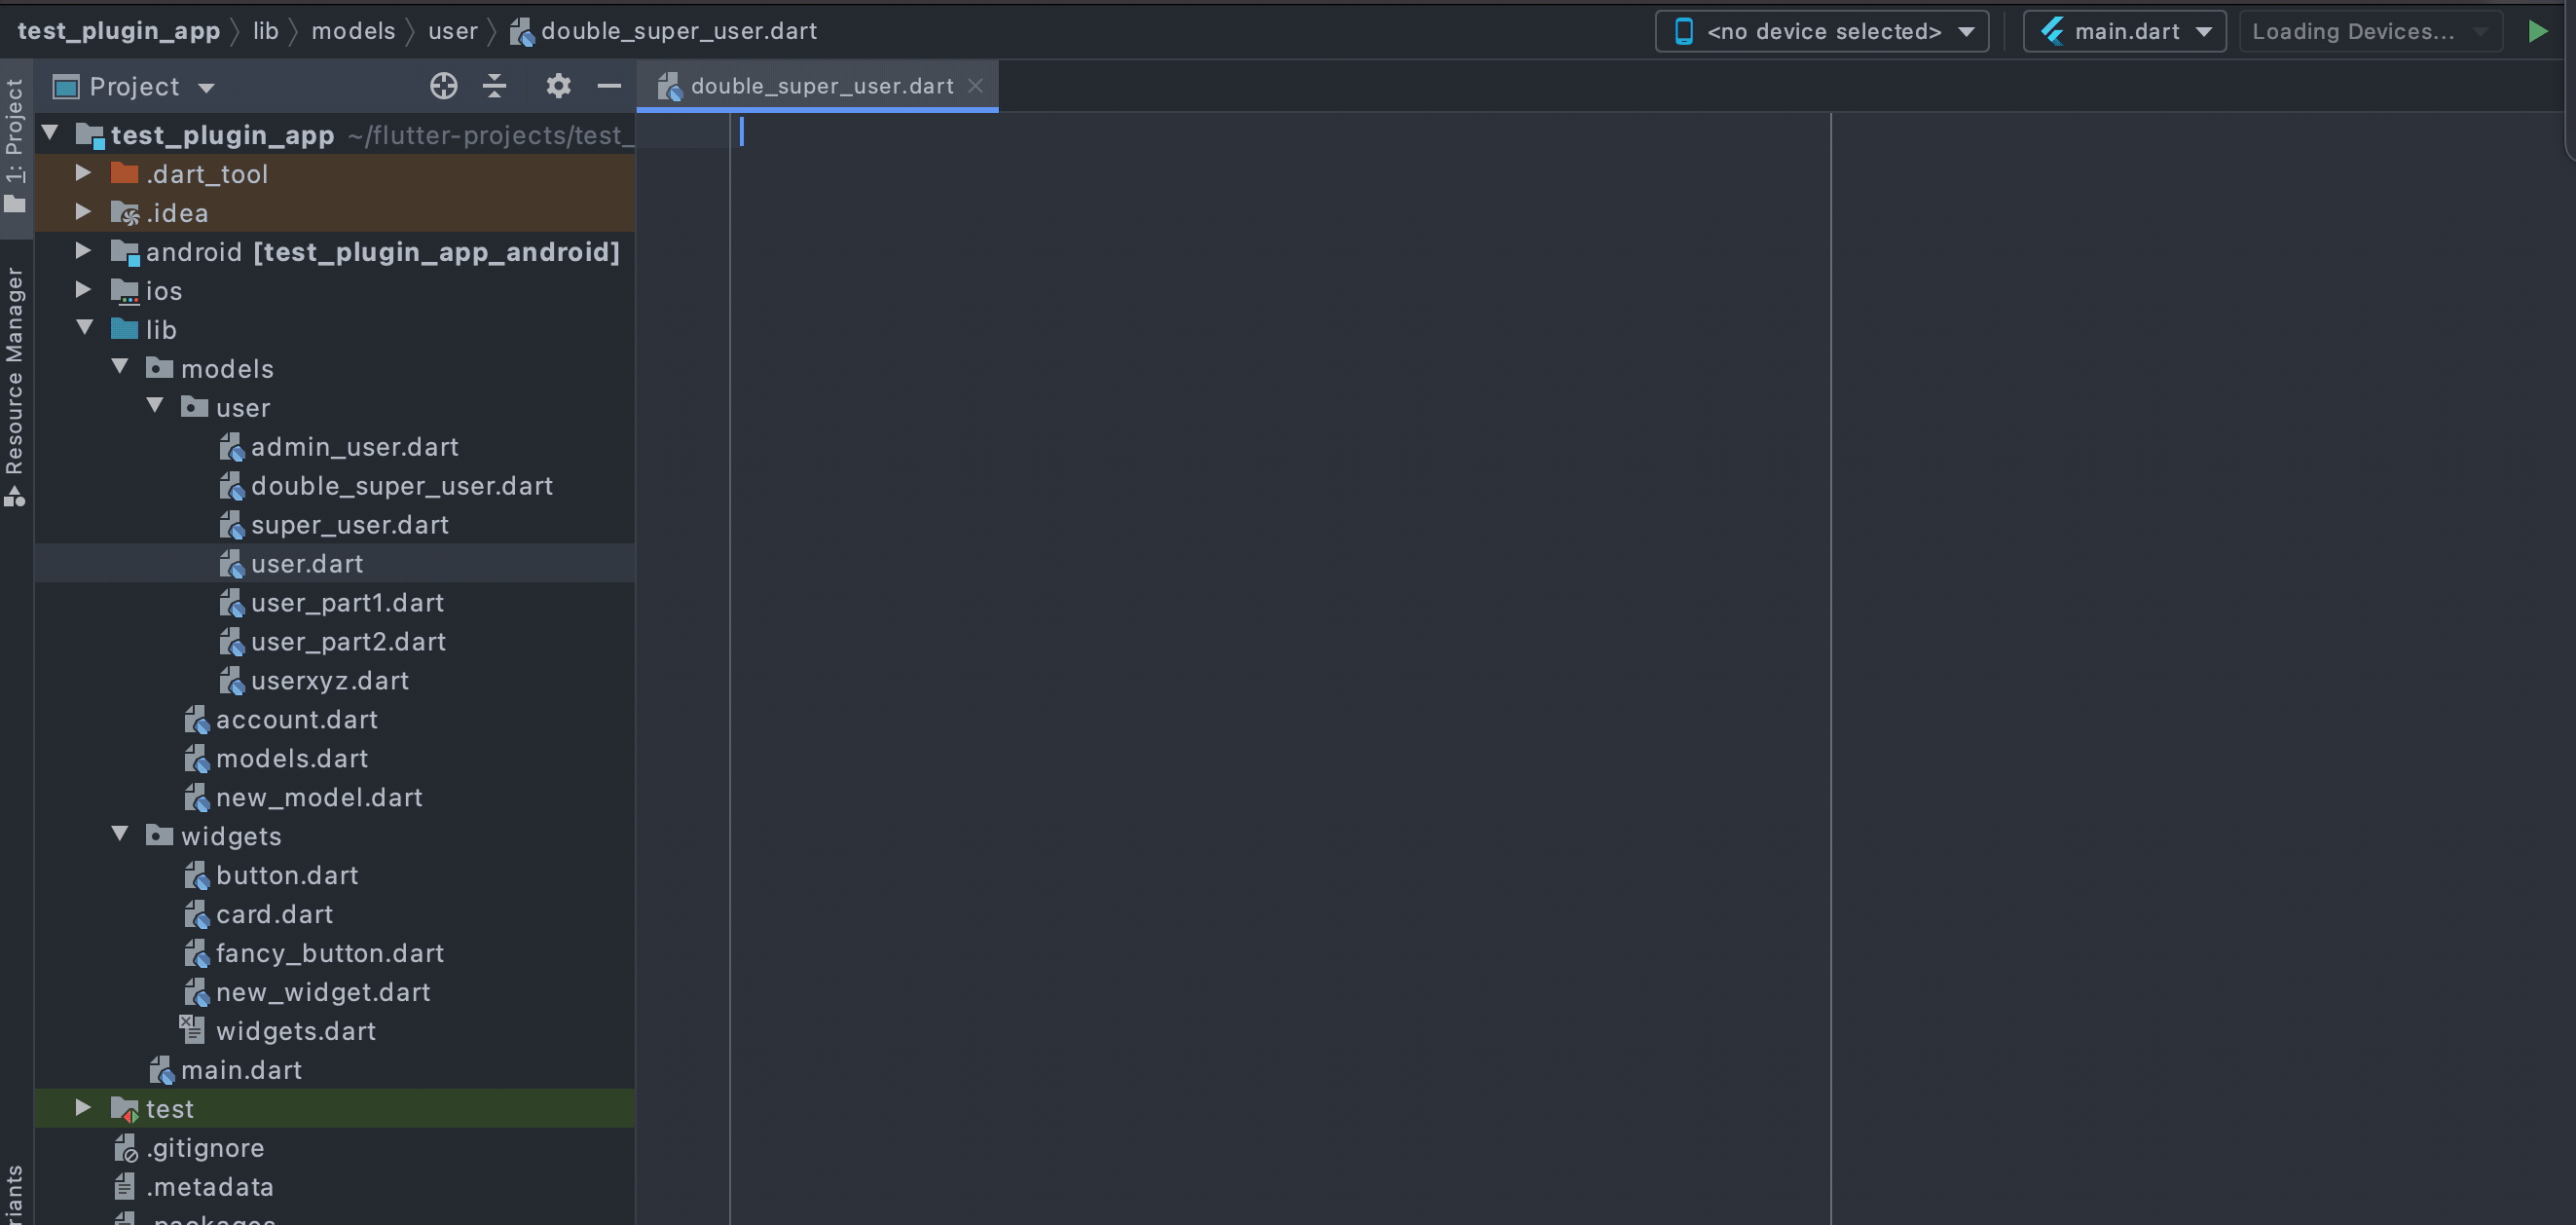 test_plugin_app lib models user double_super_user.dart <no device selected> main.dart Loading Devices...
1: Project
Resource Manager
Project
double_super_user.dart
test_plugin_app ~/flutter-projects/test_
.dart_tool
.idea
android [test_plugin_app_android]
ios
lib
models
user
admin_user.dart
double_super_user.dart
super_user.dart
user.dart
user_part1.dart
user_part2.dart
userxyz.dart
account.dart
models.dart
new_model.dart
widgets
button.dart
card.dart
fancy_button.dart
new_widget.dart
widgets.dart
main.dart
test
.gitignore
.metadata
.packages
riants